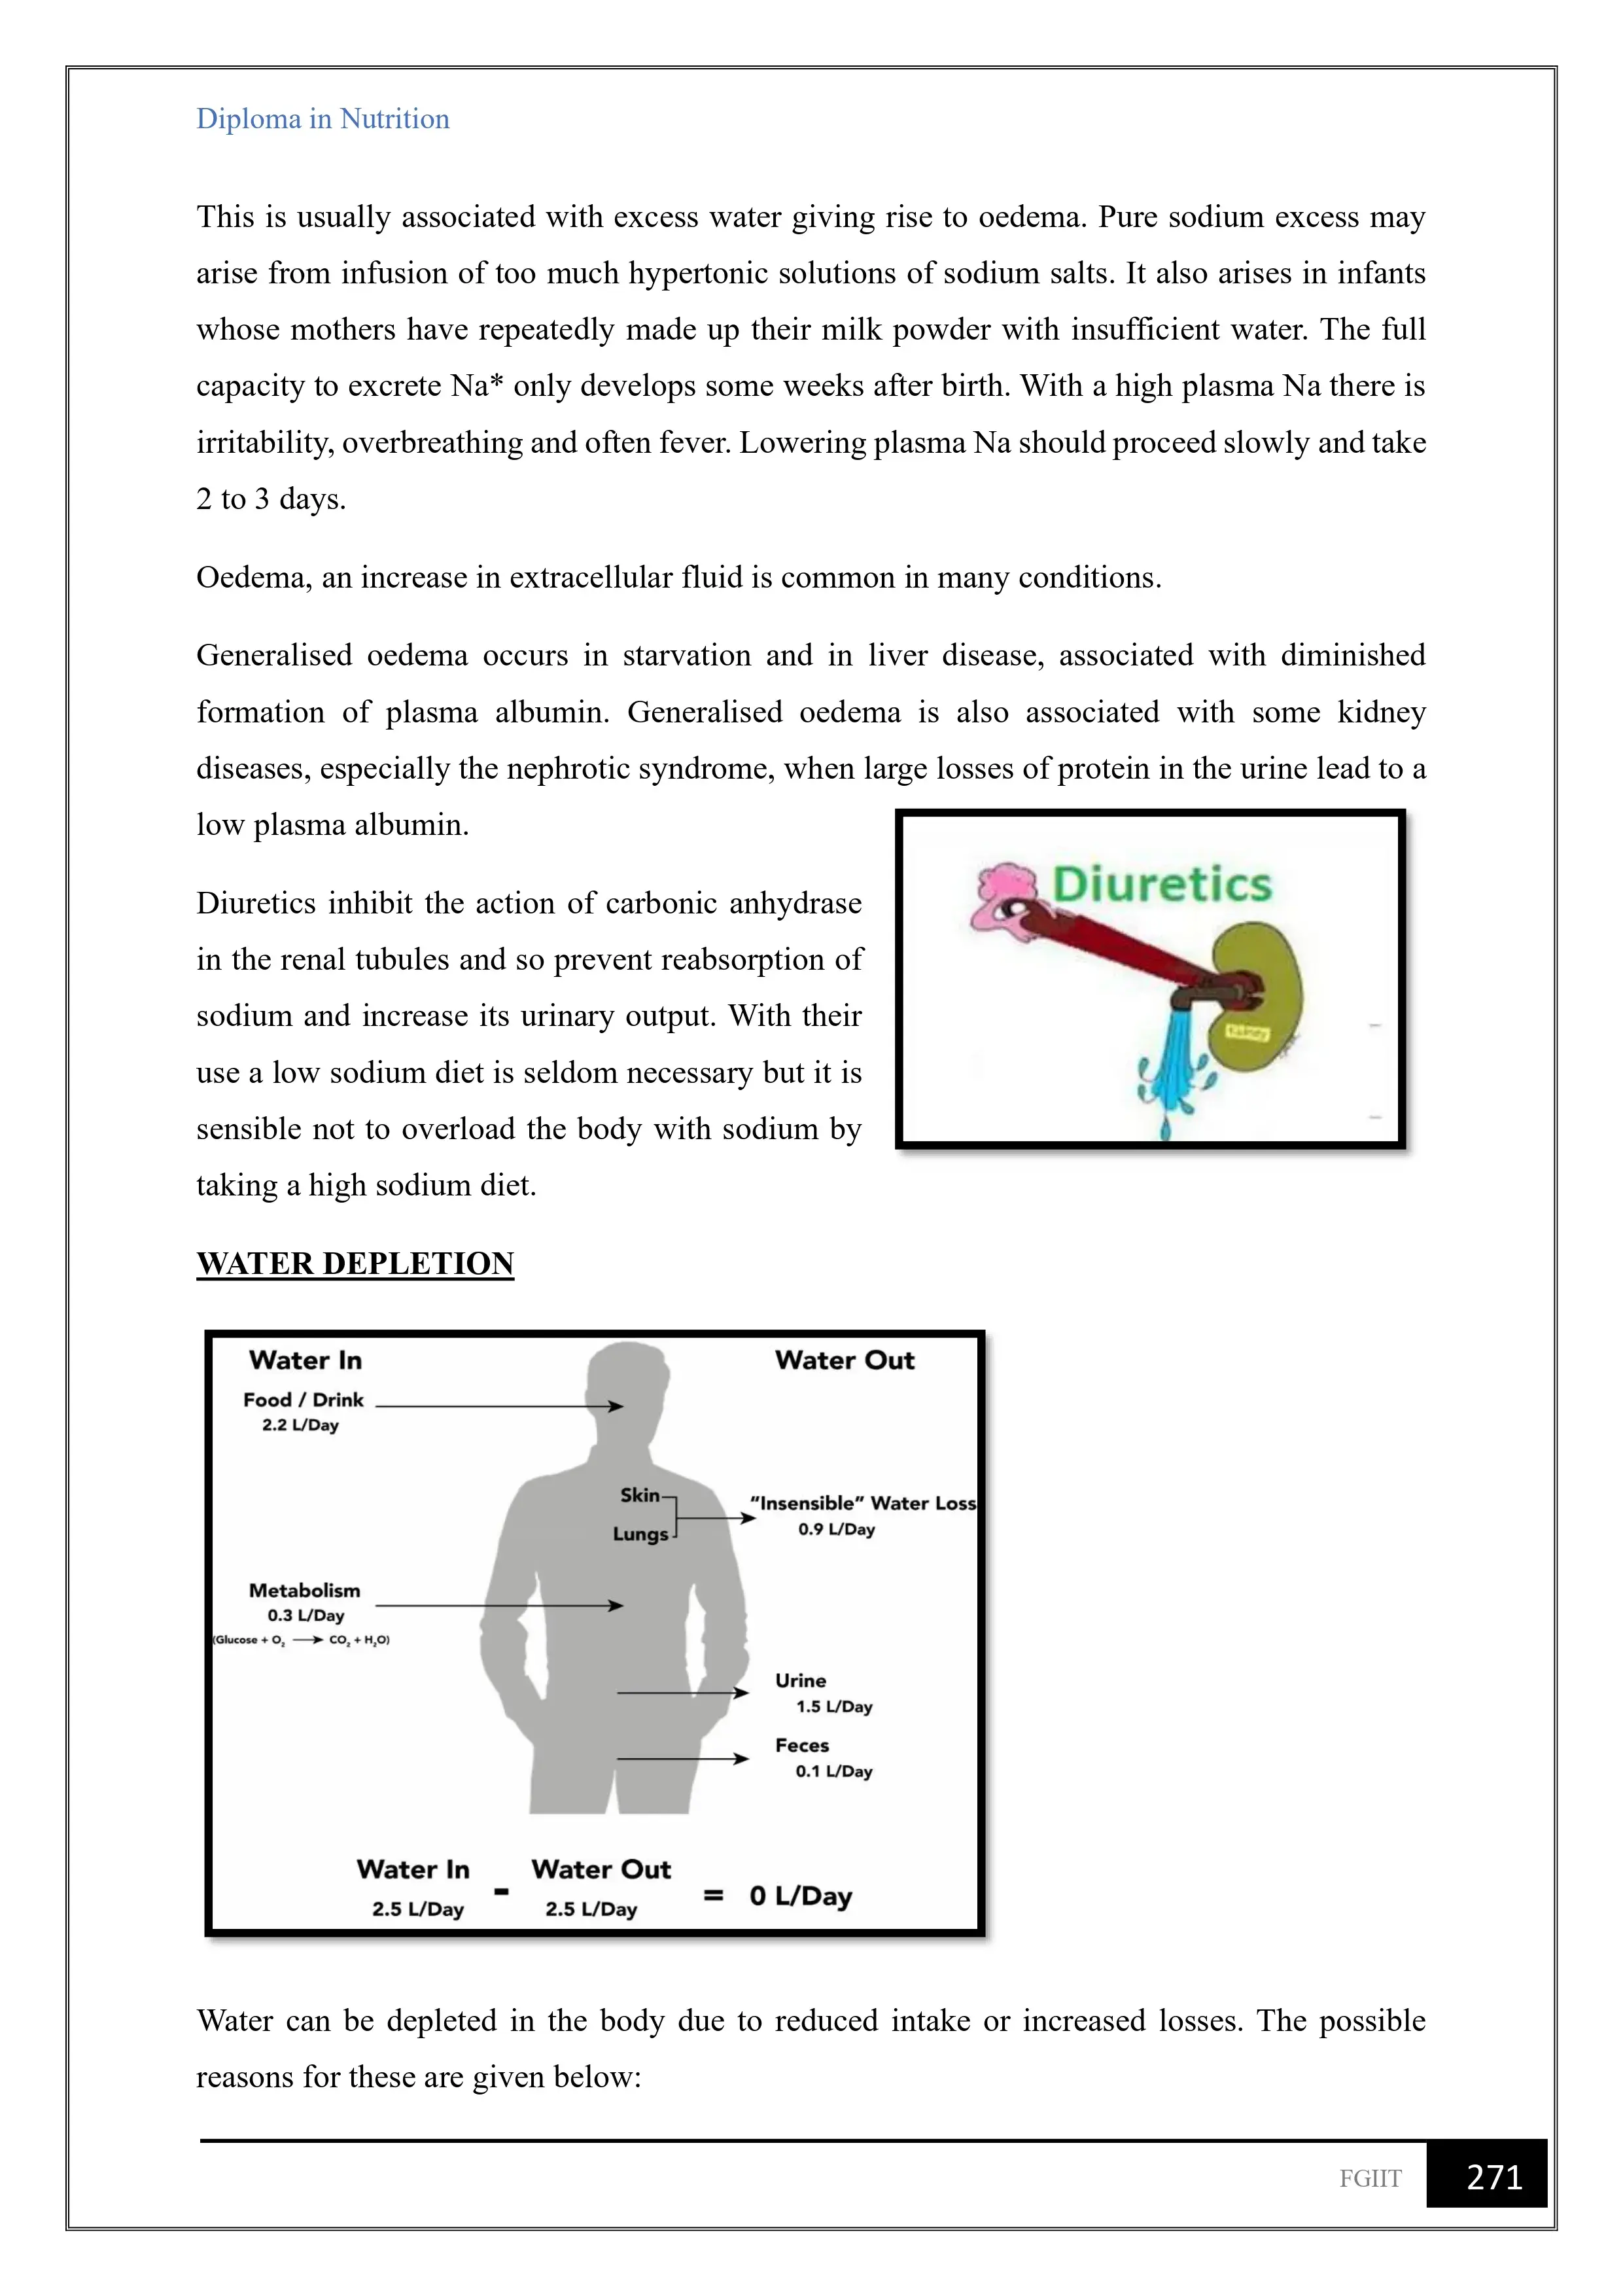 Diploma in Nutrition
This is usually associated with excess water giving rise to oedema. Pure sodium excess may
arise from infusion of too much hypertonic solutions of sodium salts. It also arises in infants
whose mothers have repeatedly made up their milk powder with insufficient water. The full
capacity to excrete Na* only develops some weeks after birth. With a high plasma Na there is
irritability, overbreathing and often fever. Lowering plasma Na should proceed slowly and take
2 to 3 days.
Oedema, an increase in extracellular fluid is common in many conditions.
Generalised oedema occurs in starvation and in liver disease, associated with diminished
formation of plasma albumin. Generalised oedema is also associated with some kidney
diseases, especially the nephrotic syndrome, when large losses of protein in the urine lead to a
low plasma albumin.
Diuretics inhibit the action of carbonic anhydrase
in the renal tubules and so prevent reabsorption of
sodium and increase its urinary output. With their
use a low sodium diet is seldom necessary but it is
sensible not to overload the body with sodium by
taking a high sodium diet.
Diuretics
Kidney
WATER DEPLETION
Water In
Water Out
Food / Drink
2.2 L/Day
Skin
Lungs
"Insensible" Water Loss
0.9 L/Day
Metabolism
0.3 L/Day
(Glucose + O₂ ⟶ CO₂ + H₂O)
Urine
1.5 L/Day
Feces
0.1 L/Day
Water In - Water Out = 0 L/Day
2.5 L/Day 2.5 L/Day
Water can be depleted in the body due to reduced intake or increased losses. The possible
reasons for these are given below:
FGIIT 271